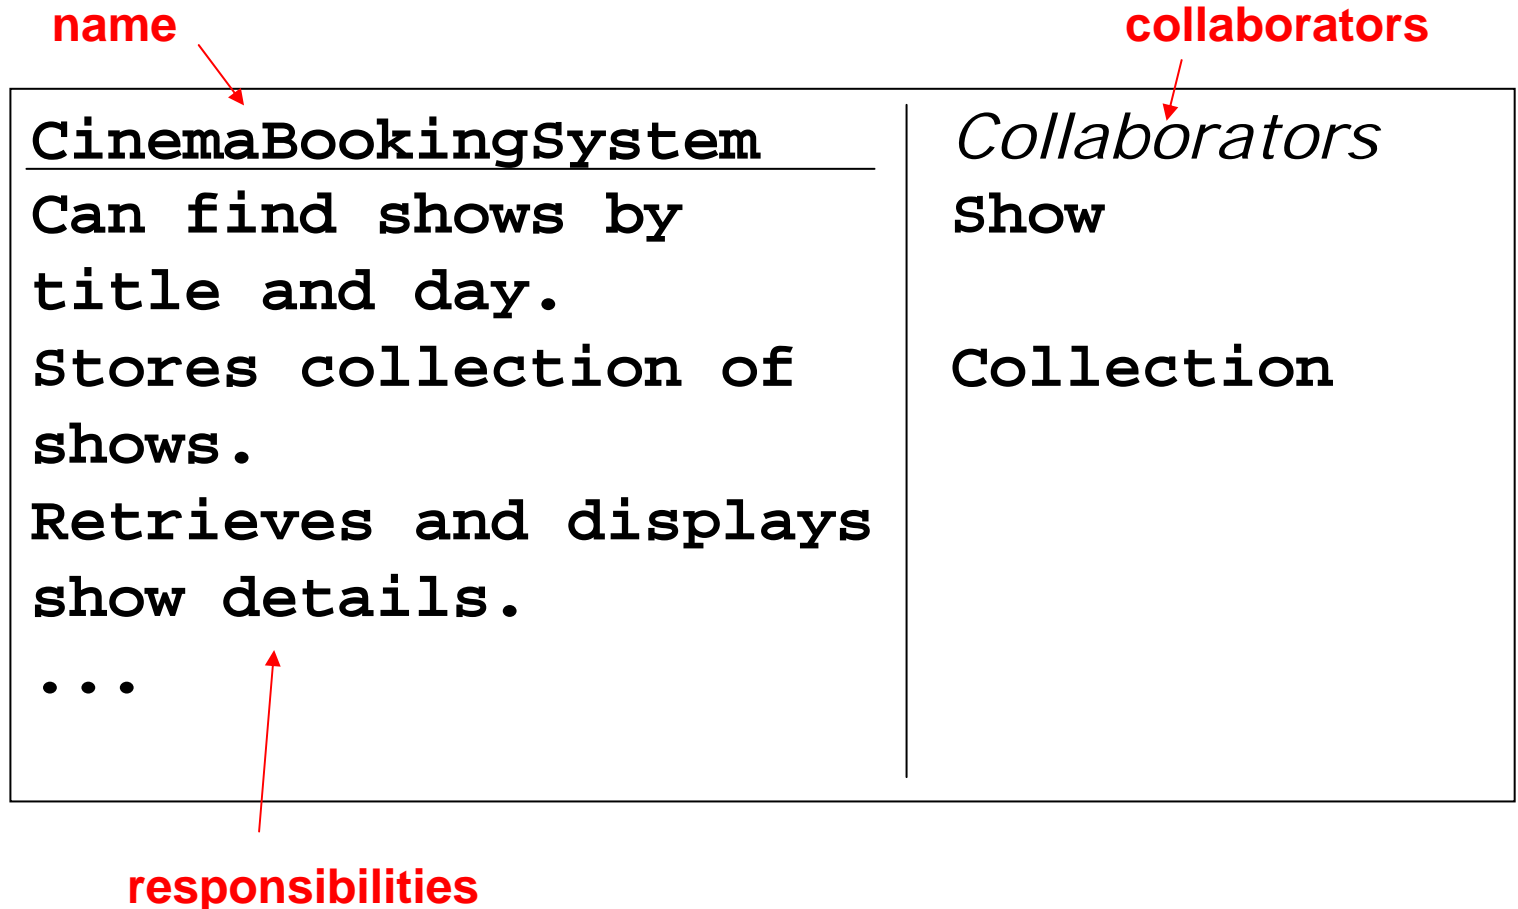 name
collaborators
CinemaBookingSystem
Collaborators
Can find shows by
Show
title and day.
Stores collection of
Collection
shows.
Retrieves and displays
show details.
...
responsibilities